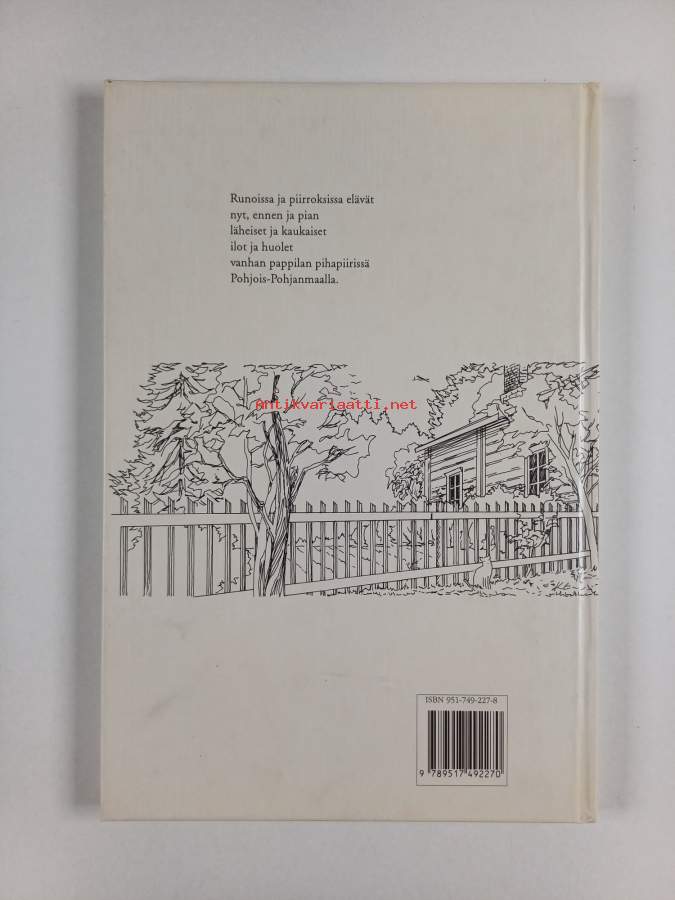 Runoissa ja piirroksissa elävät
nyt, ennen ja pian
läheiset ja kaukaiset
ilot ja huolet
vanhan pappilan pihapiirissä
Pohjois-Pohjanmaalla.
Antikvariaatti.net
ISBN 951-749-227-8
9 789517 492270